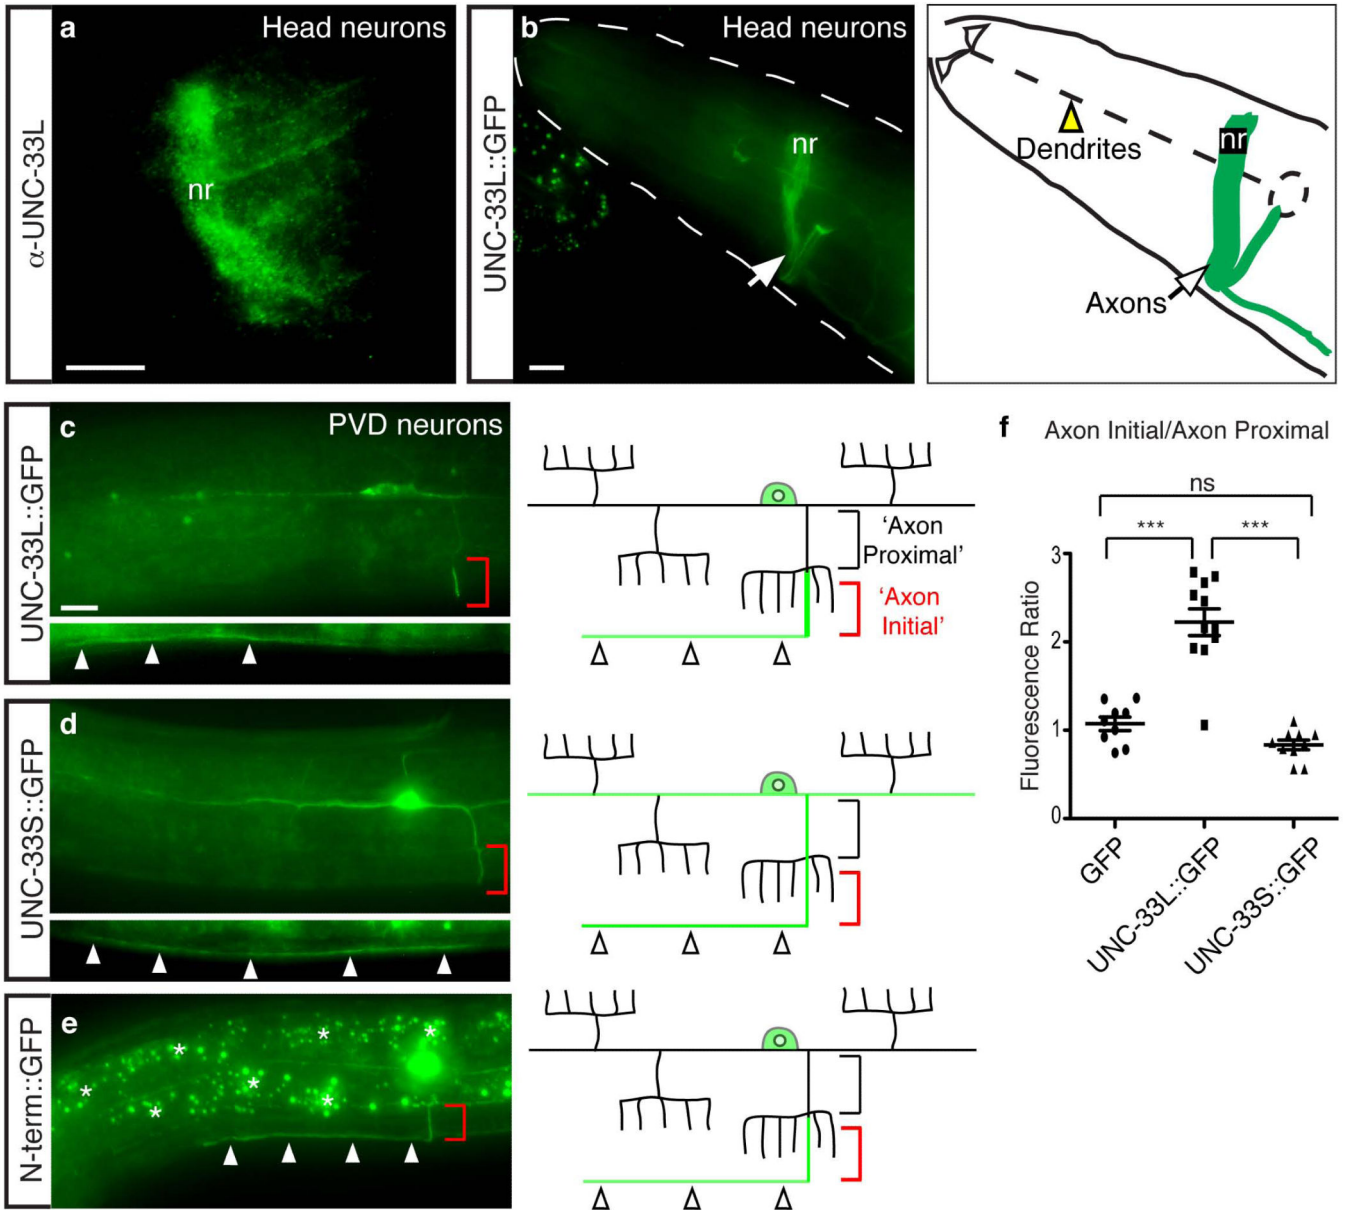 α-UNC-33L
a
Head neurons
nr
UNC-33L::GFP
b
Head neurons
nr
nr
Dendrites
Axons
UNC-33L::GFP
c
PVD neurons
'Axon
Proximal'
'Axon
Initial'
UNC-33S::GFP
d
N-term::GFP
e
* * * * * * *
f
Axon Initial/Axon Proximal
ns
*** ***
Fluorescence Ratio
3
2
1
0
GFP
UNC-33L::GFP
UNC-33S::GFP